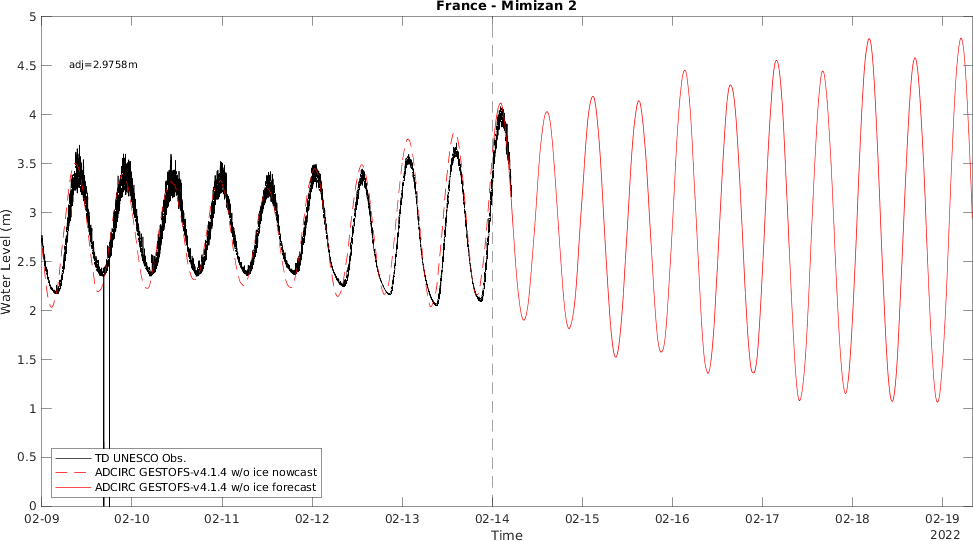 France - Mimizan 2
adj=2.9758m
Water Level (m)
5
4.5
4
3.5
3
2.5
2
1.5
1
0.5
0
TD UNESCO Obs.
ADCIRC GESTOFS-v4.1.4 w/o ice nowcast
ADCIRC GESTOFS-v4.1.4 w/o ice forecast
02-09 02-10 02-11 02-12 02-13 02-14 02-15 02-16 02-17 02-18 02-19
Time
2022